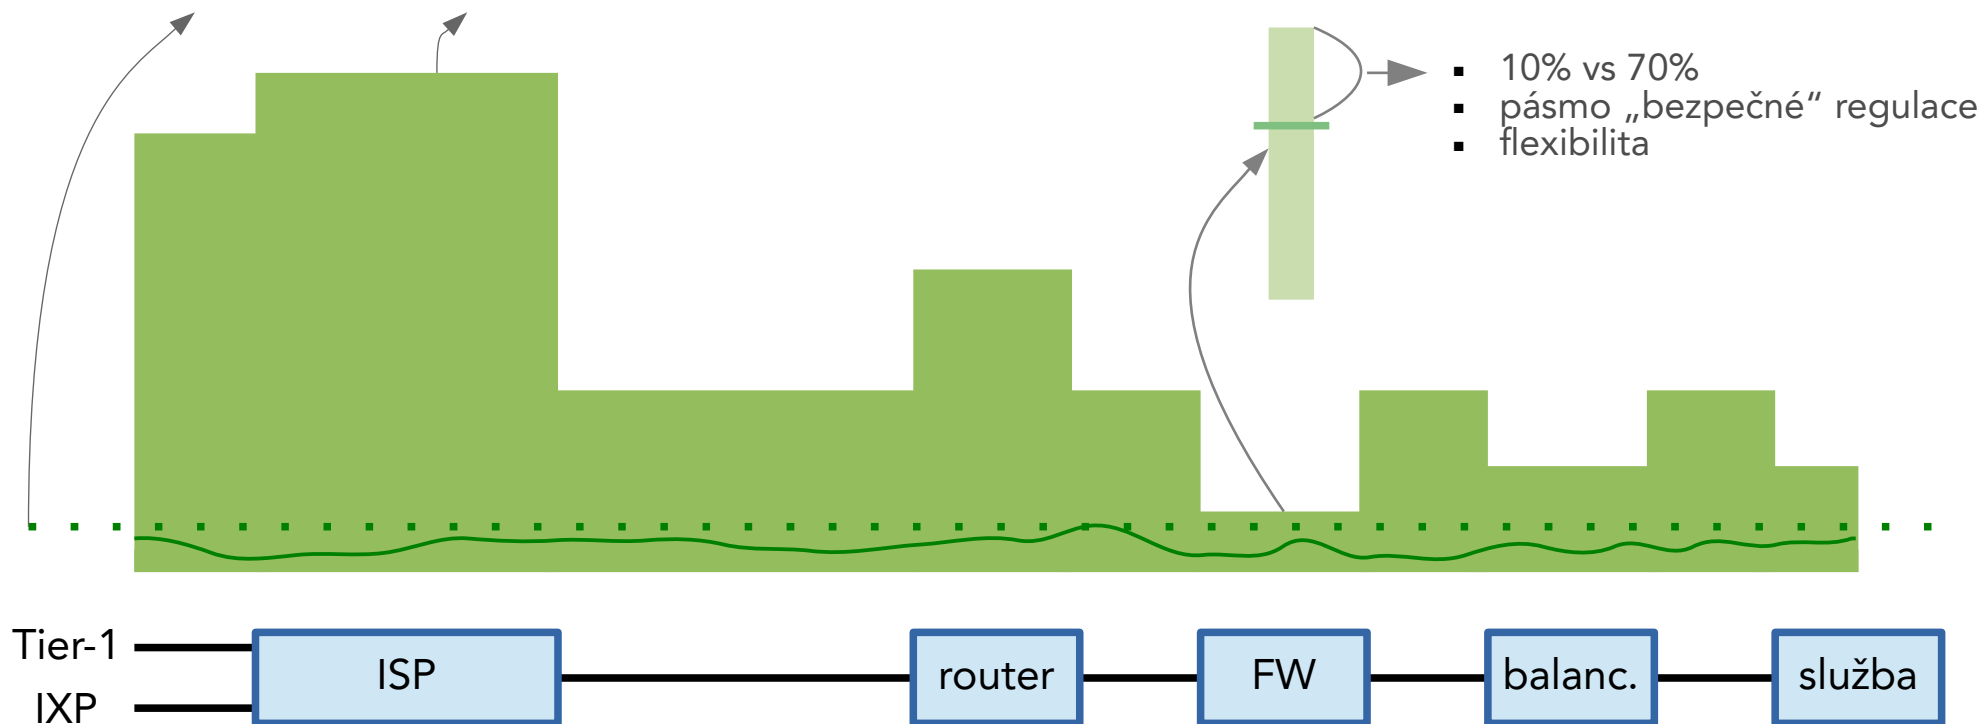 ▪ 10% vs 70%
▪ pásmo „bezpečné“ regulace
▪ flexibilita
Tier-1
IXP
ISP
router
FW
balanc.
služba